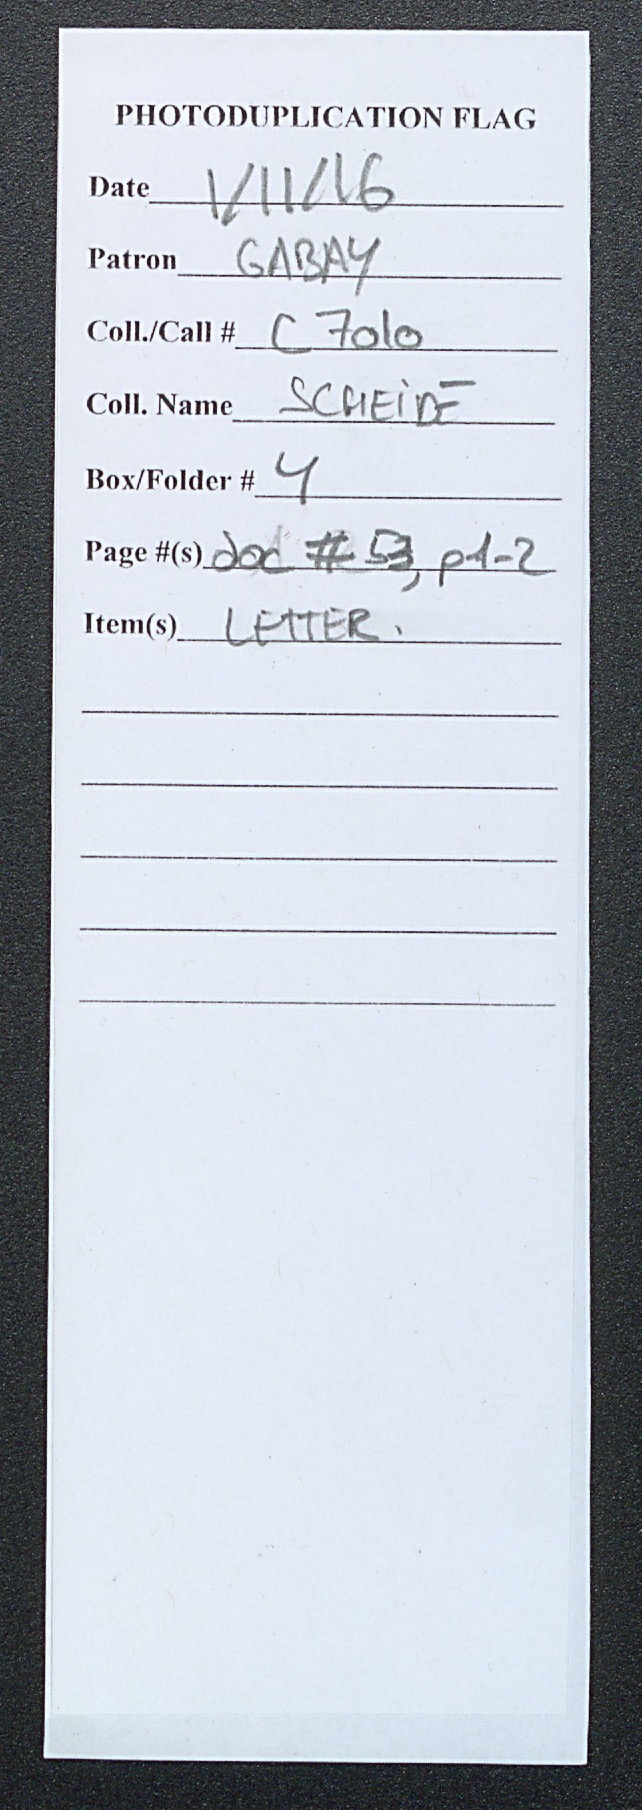 PHOTODUPLICATION FLAG
Date 1/11/16
Patron GABAY
Coll./Call # C 7010
Coll. Name SCHEIDE
Box/Folder # 4
Page #(s) doc # 53, p1-2
Item(s) LETTER.